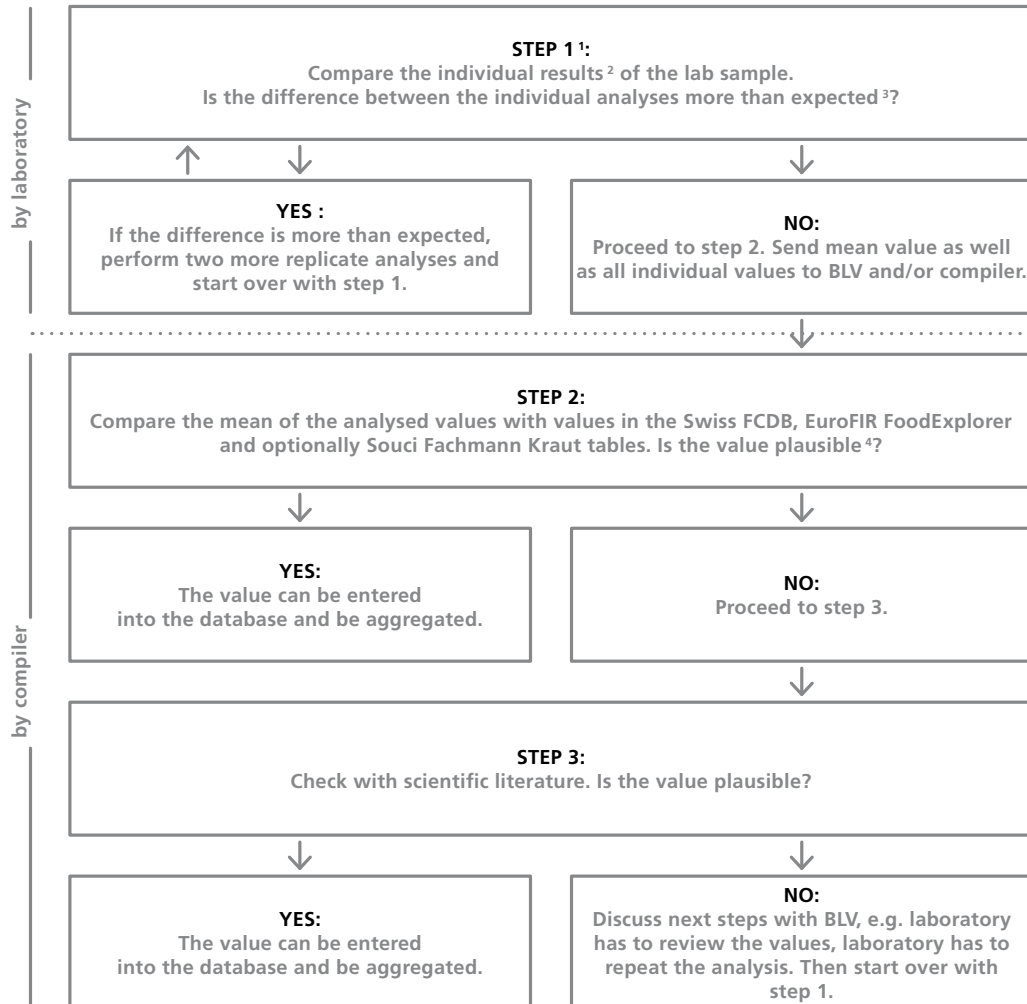 by laboratory
STEP 1 ¹:
Compare the individual results ² of the lab sample.
Is the difference between the individual analyses more than expected ³?
YES :
If the difference is more than expected,
perform two more replicate analyses and
start over with step 1.
NO:
Proceed to step 2. Send mean value as well
as all individual values to BLV and/or compiler.
by compiler
STEP 2:
Compare the mean of the analysed values with values in the Swiss FCDB, EuroFIR FoodExplorer
and optionally Souci Fachmann Kraut tables. Is the value plausible ⁴?
YES:
The value can be entered
into the database and be aggregated.
NO:
Proceed to step 3.
STEP 3:
Check with scientific literature. Is the value plausible?
YES:
The value can be entered
into the database and be aggregated.
NO:
Discuss next steps with BLV, e.g. laboratory
has to review the values, laboratory has to
repeat the analysis. Then start over with
step 1.